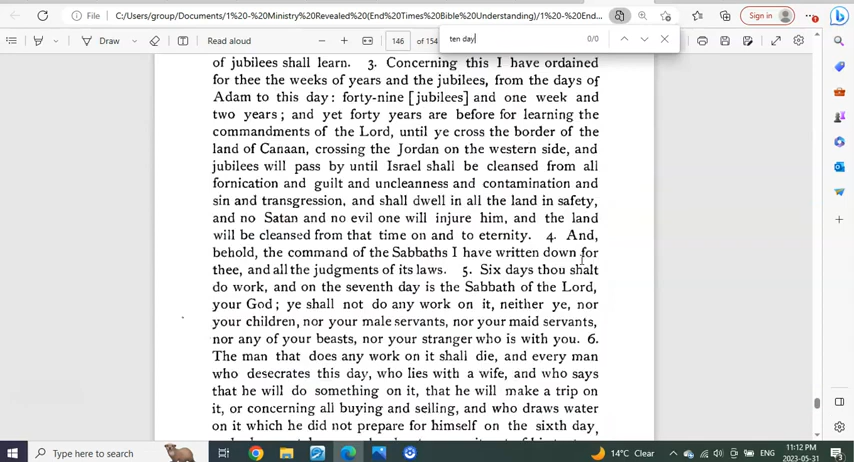 File
C:/Users/group/Documents/1%20-%20Ministry%20Revealed%20(End%20Times%20Bible%20Understanding)/1%20-%20End...
Sign in
Draw
Read aloud
146 of 154
ten day
0/0
of jubilees shall learn. 3. Concerning this I have ordained
for thee the weeks of years and the jubilees, from the days of
Adam to this day: forty-nine [jubilees] and one week and
two years; and yet forty years are before for learning the
commandments of the Lord, until ye cross the border of the
land of Canaan, crossing the Jordan on the western side, and
jubilees will pass by until Israel shall be cleansed from all
fornication and guilt and uncleanness and contamination and
sin and transgression, and shall dwell in all the land in safety,
and no Satan and no evil one will injure him, and the land
will be cleansed from that time on and to eternity. 4. And,
behold, the command of the Sabbaths I have written down for
thee, and all the judgments of its laws. 5. Six days thou shalt
do work, and on the seventh day is the Sabbath of the Lord,
your God; ye shall not do any work on it, neither ye, nor
your children, nor your male servants, nor your maid servants,
nor any of your beasts, nor your stranger who is with you. 6.
The man that does any work on it shall die, and every man
who desecrates this day, who lies with a wife, and who says
that he will do something on it, that he will make a trip on
it, or concerning all buying and selling, and who draws water
on it which he did not prepare for himself on the sixth day,
Type here to search
14°C Clear
ENG
11:12 PM
2023-05-31